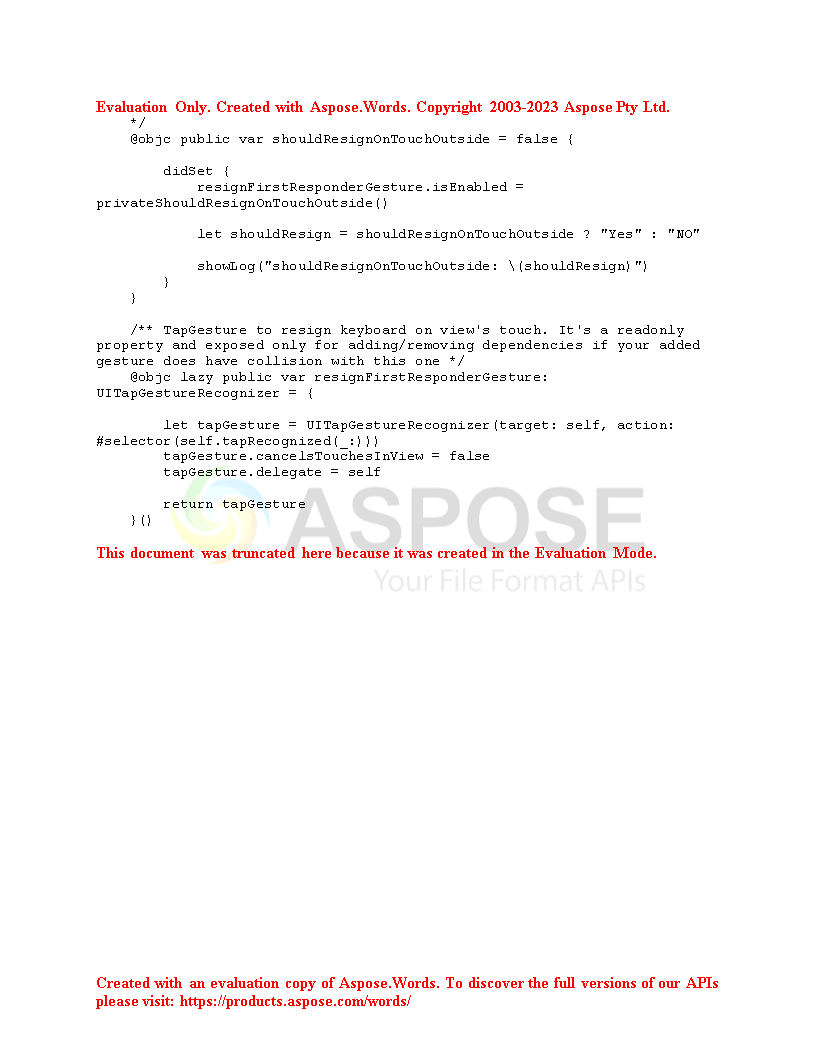 Evaluation Only. Created with Aspose.Words. Copyright 2003-2023 Aspose Pty Ltd.
    */
    @objc public var shouldResignOnTouchOutside = false {
        didSet {
            resignFirstResponderGesture.isEnabled =
privateShouldResignOnTouchOutside()
            let shouldResign = shouldResignOnTouchOutside ? "Yes" : "NO"
            showLog("shouldResignOnTouchOutside: \(shouldResign)")
        }
    }
    /** TapGesture to resign keyboard on view's touch. It's a readonly
property and exposed only for adding/removing dependencies if your added
gesture does have collision with this one */
    @objc lazy public var resignFirstResponderGesture:
UITapGestureRecognizer = {
        let tapGesture = UITapGestureRecognizer(target: self, action:
#selector(self.tapRecognized(_:)))
        tapGesture.cancelsTouchesInView = false
        tapGesture.delegate = self
        return tapGesture
    }()
ASPOSE
This document was truncated here because it was created in the Evaluation Mode.
Your File Format APIs
Created with an evaluation copy of Aspose.Words. To discover the full versions of our APIs
please visit: https://products.aspose.com/words/